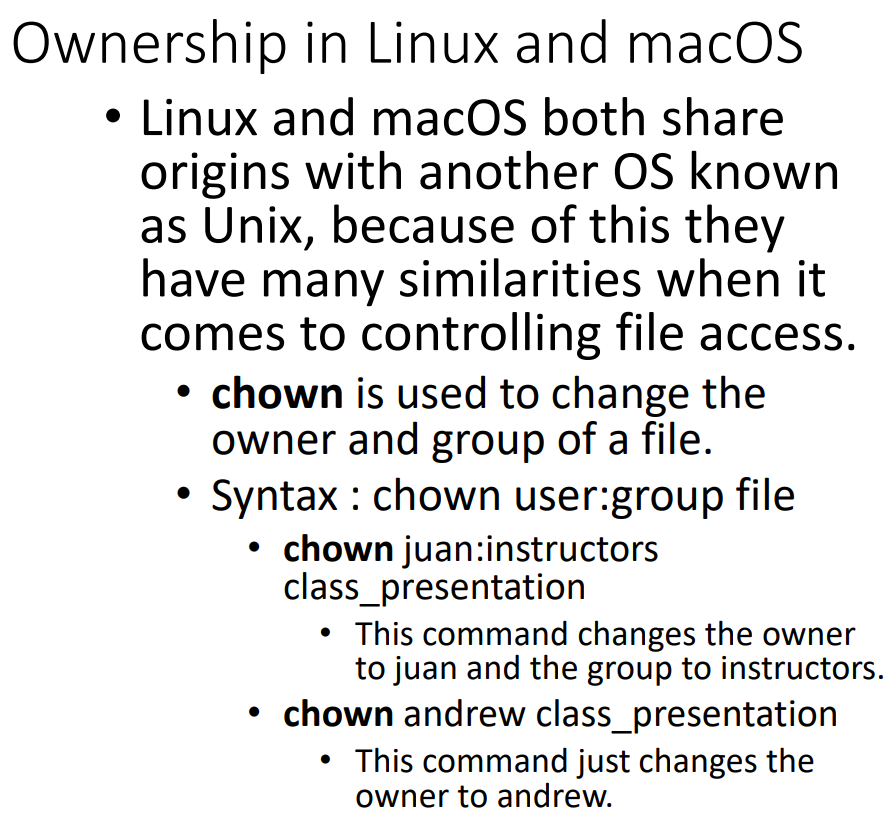 Ownership in Linux and macOS
• Linux and macOS both share
origins with another OS known
as Unix, because of this they
have many similarities when it
comes to controlling file access.
• chown is used to change the
owner and group of a file.
• Syntax : chown user:group file
• chown juan:instructors
class_presentation
• This command changes the owner
to juan and the group to instructors.
• chown andrew class_presentation
• This command just changes the
owner to andrew.